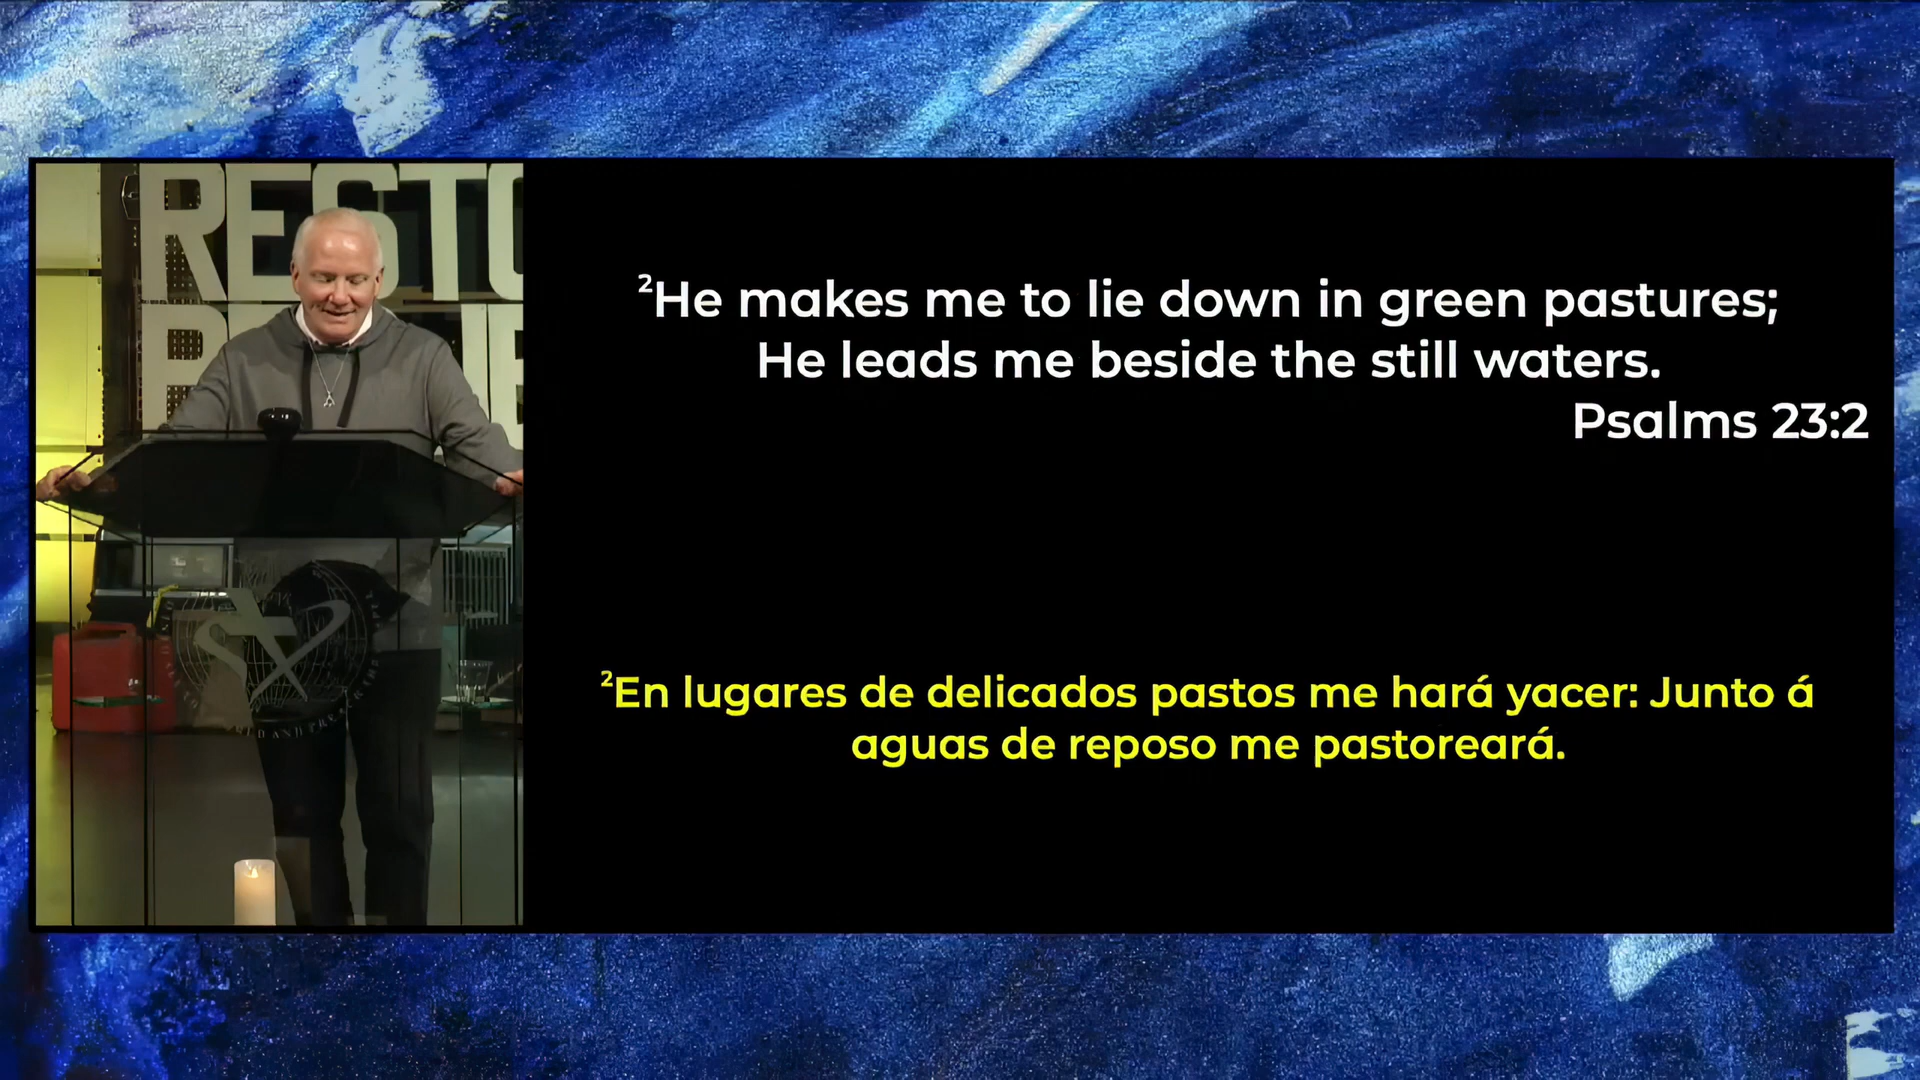 RESTO
²He makes me to lie down in green pastures;
He leads me beside the still waters.
Psalms 23:2
²En lugares de delicados pastos me hará yacer: Junto á
aguas de reposo me pastoreará.